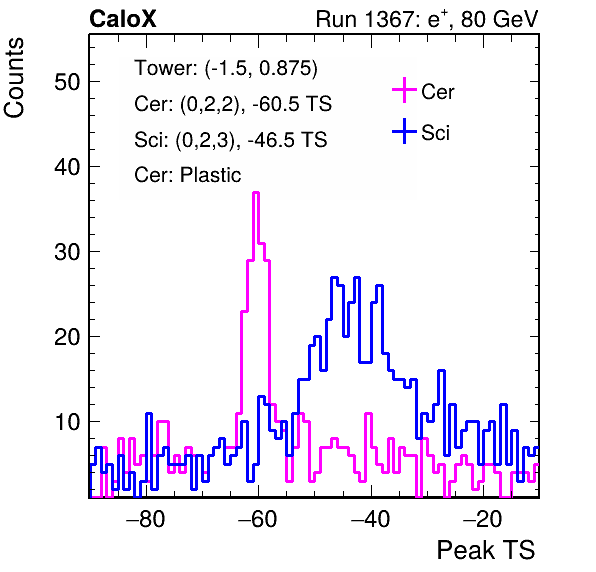 CaloX Run 1367: e⁺, 80 GeV
Counts
Tower: (-1.5, 0.875)
Cer: (0,2,2), -60.5 TS
Sci: (0,2,3), -46.5 TS
Cer: Plastic
Cer
Sci
50
40
30
20
10
−80 −60 −40 −20
Peak TS